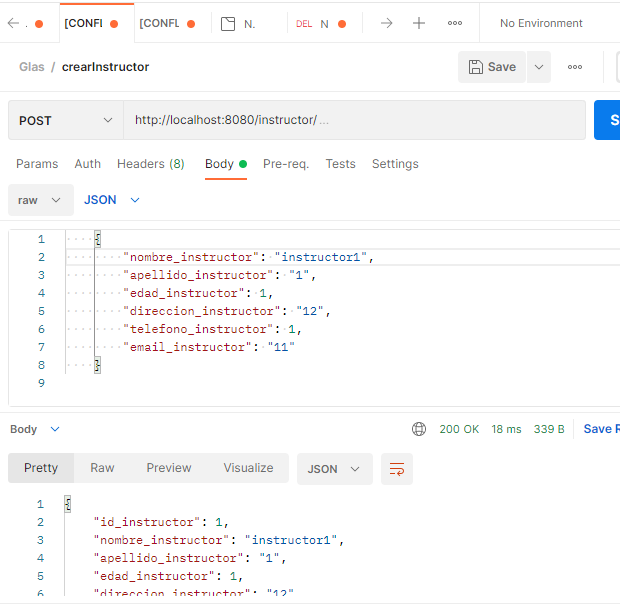 ← . [CONFI [CONFL N. DEL N → + ooo No Environment
Glas / crearInstructor Save ooo
POST http://localhost:8080/instructor/ ... S
Params Auth Headers (8) Body Pre-req. Tests Settings
raw JSON
1 {
2 "nombre_instructor": "instructor1",
3 "apellido_instructor": "1",
4 "edad_instructor": 1,
5 "direccion_instructor": "12",
6 "telefono_instructor": 1,
7 "email_instructor": "11"
8 }
9
Body 200 OK 18 ms 339 B Save R
Pretty Raw Preview Visualize JSON
1 {
2 "id_instructor": 1,
3 "nombre_instructor": "instructor1",
4 "apellido_instructor": "1",
5 "edad_instructor": 1,
6 "direccion_instructor": "12"